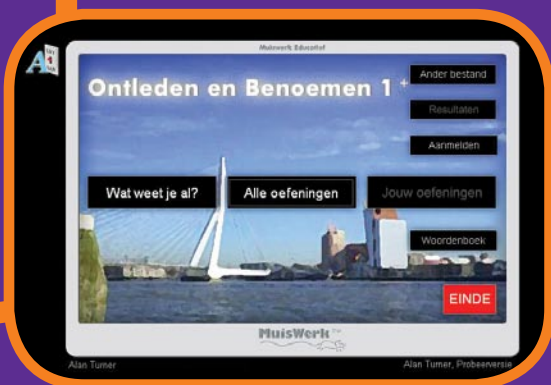 Muiswerk Educatief
Ontleden en Benoemen 1 +
Ander bestand
Resultaten
Aanmelden
Wat weet je al?
Alle oefeningen
Jouw oefeningen
Woordenboek
EINDE
MuisWerk™
Alan Turner
Alan Turner, Probeerversie